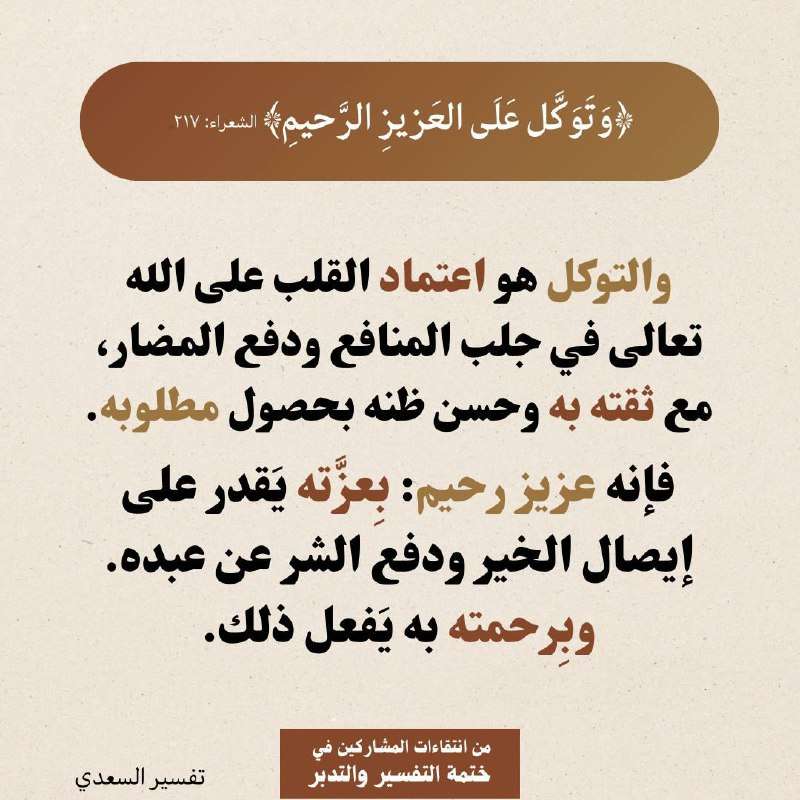 ﴿وَتَوَكَّل عَلَى العَزيزِ الرَّحيمِ﴾ الشعراء: ٢١٧
والتوكل هو اعتماد القلب على الله
تعالى في جلب المنافع ودفع المضار،
مع ثقته به وحسن ظنه بحصول مطلوبه.
فإنه عزيز رحيم: بِعزَّته يَقدر على
إيصال الخير ودفع الشر عن عبده.
وبِرحمته به يَفعل ذلك.
من انتقاءات المشاركين في
ختمة التفسير والتدبر
تفسير السعدي